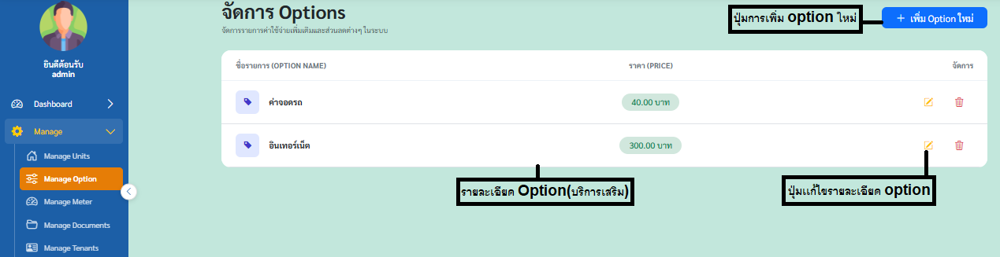 จัดการ Options
จัดการรายการค่าใช้จ่ายเพิ่มเติมและส่วนลดต่างๆ ในระบบ
ปุ่มการเพิ่ม option ใหม่
+ เพิ่ม Option ใหม่
ยินดีต้อนรับ
admin
Dashboard
Manage
Manage Units
Manage Option
Manage Meter
Manage Documents
Manage Tenants
ชื่อรายการ (OPTION NAME) ราคา (PRICE) จัดการ
ค่าจอดรถ 40.00 บาท
อินเทอร์เน็ต 300.00 บาท
รายละเอียด Option(บริการเสริม)
ปุ่มแก้ไขรายละเอียด option